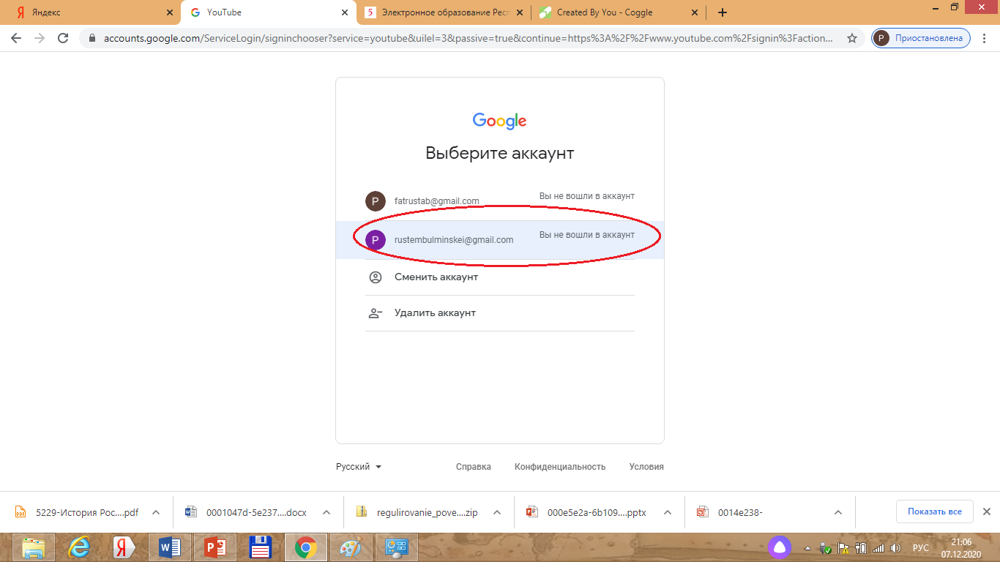 Яндекс
YouTube
Электронное образование Рес
Created By You - Coggle
accounts.google.com/ServiceLogin/signinchooser?service=youtube&uilel=3&passive=true&continue=https%3A%2F%2Fwww.youtube.com%2Fsignin%3Faction...
Р Приостановлена
Google
Выберите аккаунт
Р fatrustab@gmail.com Вы не вошли в аккаунт
Р rustembulminskei@gmail.com Вы не вошли в аккаунт
Сменить аккаунт
Удалить аккаунт
Русский Справка Конфиденциальность Условия
5229-История Рос....pdf
0001047d-5e237....docx
regulirovanie_pove....zip
000e5e2a-6b109....pptx
0014e238-
Показать все
РУС
21:06
07.12.2020